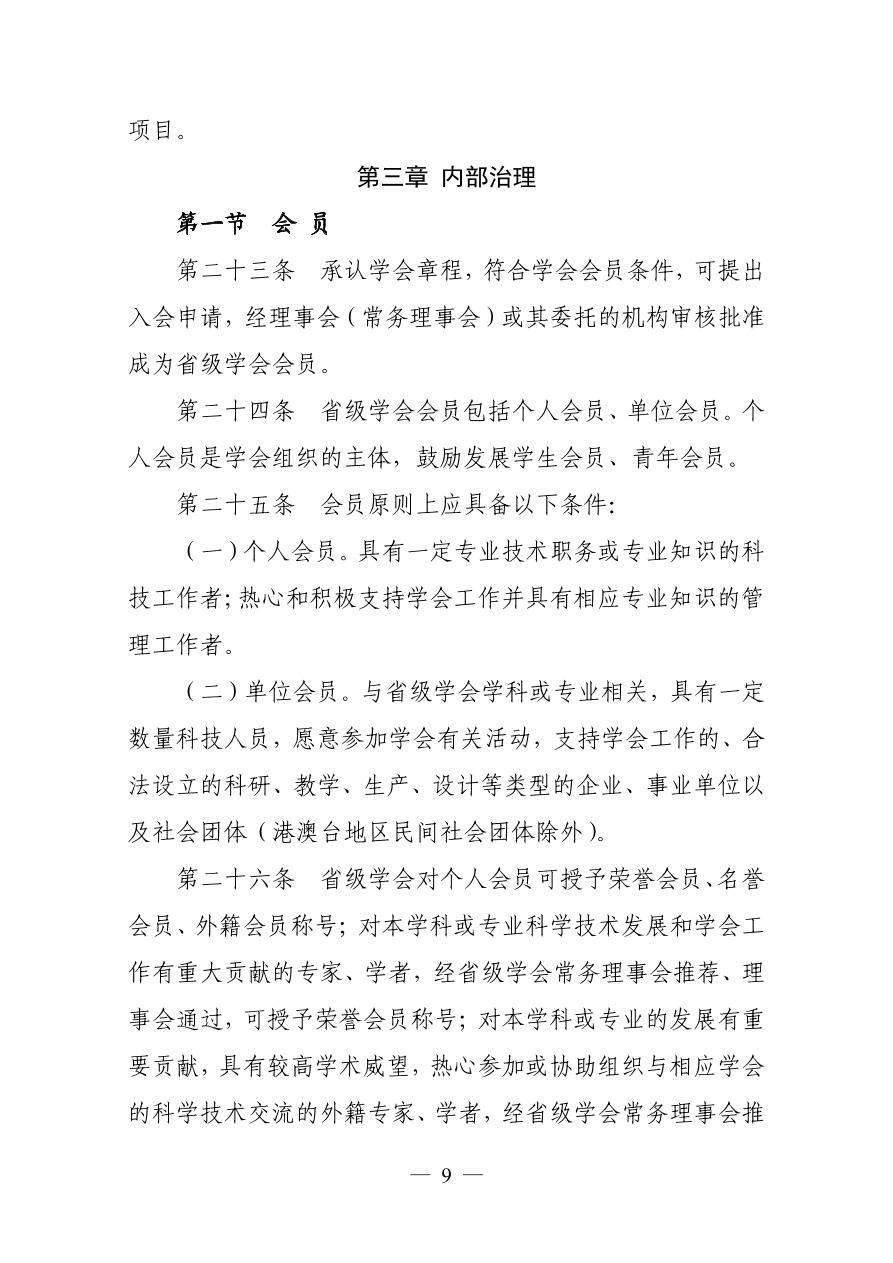 项目。
第三章 内部治理
第一节　会 员
第二十三条　承认学会章程，符合学会会员条件，可提出
入会申请，经理事会（常务理事会）或其委托的机构审核批准
成为省级学会会员。
第二十四条　省级学会会员包括个人会员、单位会员。个
人会员是学会组织的主体，鼓励发展学生会员、青年会员。
第二十五条　会员原则上应具备以下条件：
（一）个人会员。具有一定专业技术职务或专业知识的科
技工作者；热心和积极支持学会工作并具有相应专业知识的管
理工作者。
（二）单位会员。与省级学会学科或专业相关，具有一定
数量科技人员，愿意参加学会有关活动，支持学会工作的、合
法设立的科研、教学、生产、设计等类型的企业、事业单位以
及社会团体（港澳台地区民间社会团体除外）。
第二十六条　省级学会对个人会员可授予荣誉会员、名誉
会员、外籍会员称号；对本学科或专业科学技术发展和学会工
作有重大贡献的专家、学者，经省级学会常务理事会推荐、理
事会通过，可授予荣誉会员称号；对本学科或专业的发展有重
要贡献，具有较高学术威望，热心参加或协助组织与相应学会
的科学技术交流的外籍专家、学者，经省级学会常务理事会推
— 9 —